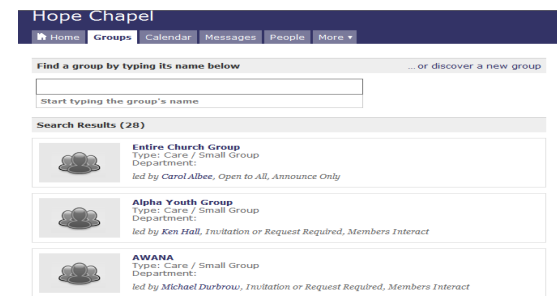 Hope Chapel
Home Groups Calendar Messages People More ▾
Find a group by typing its name below ... or discover a new group
Start typing the group's name
Search Results (28)
Entire Church Group
Type: Care / Small Group
Department:
led by Carol Albee, Open to All, Announce Only
Alpha Youth Group
Type: Care / Small Group
Department:
led by Ken Hall, Invitation or Request Required, Members Interact
AWANA
Type: Care / Small Group
Department:
led by Michael Durbrow, Invitation or Request Required, Members Interact